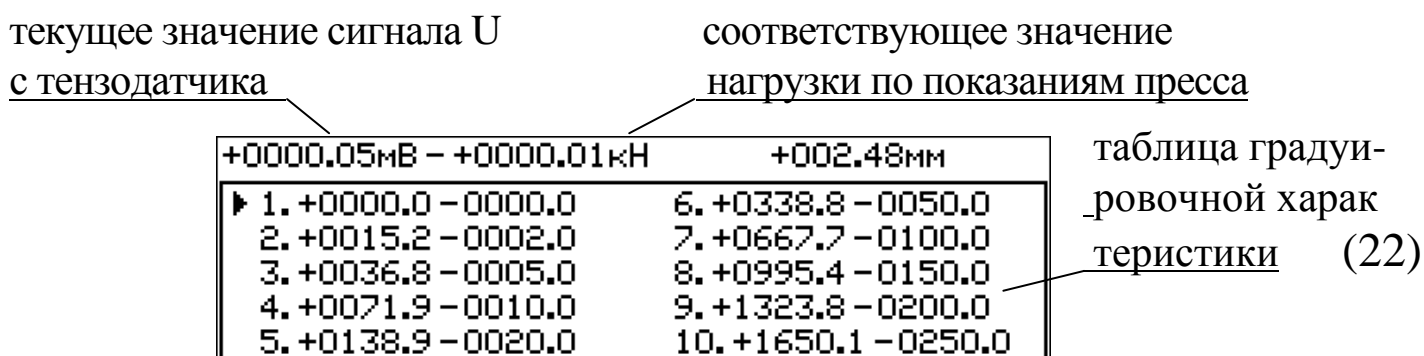 текущее значение сигнала U
с тензодатчика
соответствующее значение
нагрузки по показаниям пресса
+0000.05мВ – +0000.01кН +002.48мм
1. +0000.0 –0000.0 6. +0338.8 –0050.0
2. +0015.2 –0002.0 7. +0667.7 –0100.0
3. +0036.8 –0005.0 8. +0995.4 –0150.0
4. +0071.9 –0010.0 9. +1323.8 –0200.0
5. +0138.9 –0020.0 10. +1650.1 –0250.0
таблица градуи-
ровочной харак
теристики (22)